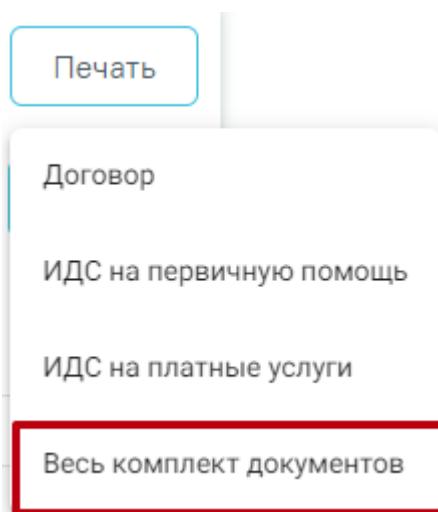 Печать
Договор
ИДС на первичную помощь
ИДС на платные услуги
Весь комплект документов